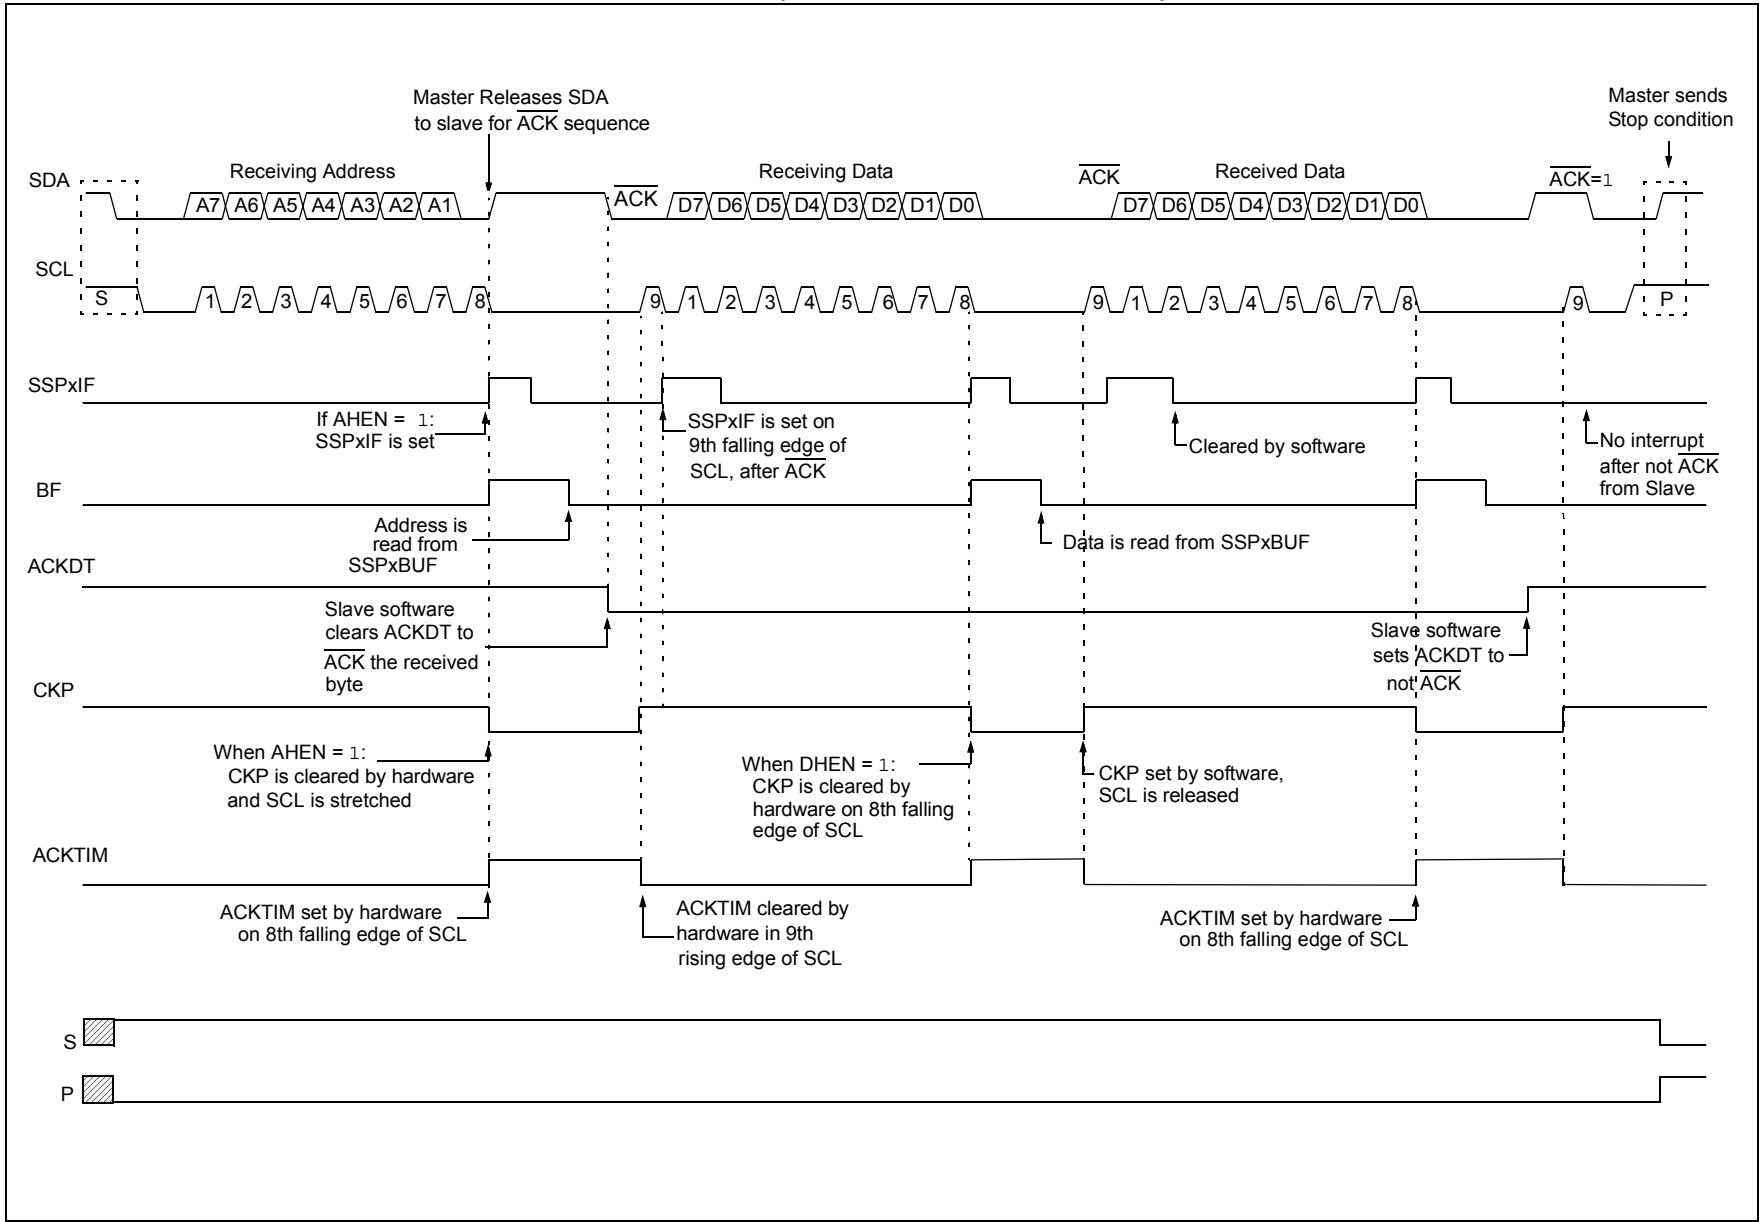 Master Releases SDA
to slave for ACK sequence
Master sends
Stop condition
SDA
Receiving Address
Receiving Data
ACK
Received Data
ACK=1
A7 A6 A5 A4 A3 A2 A1
ACK
D7 D6 D5 D4 D3 D2 D1 D0
D7 D6 D5 D4 D3 D2 D1 D0
SCL
S
1 2 3 4 5 6 7 8
9 1 2 3 4 5 6 7 8
9 1 2 3 4 5 6 7 8
9
P
SSPxIF
If AHEN = 1:
SSPxIF is set
SSPxIF is set on
9th falling edge of
SCL, after ACK
Cleared by software
No interrupt
after not ACK
from Slave
BF
Address is
read from
SSPxBUF
Data is read from SSPxBUF
ACKDT
Slave software
clears ACKDT to
ACK the received
byte
Slave software
sets ACKDT to
not ACK
CKP
When AHEN = 1:
CKP is cleared by hardware
and SCL is stretched
When DHEN = 1:
CKP is cleared by
hardware on 8th falling
edge of SCL
CKP set by software,
SCL is released
ACKTIM
ACKTIM set by hardware
on 8th falling edge of SCL
ACKTIM cleared by
hardware in 9th
rising edge of SCL
ACKTIM set by hardware
on 8th falling edge of SCL
S
P